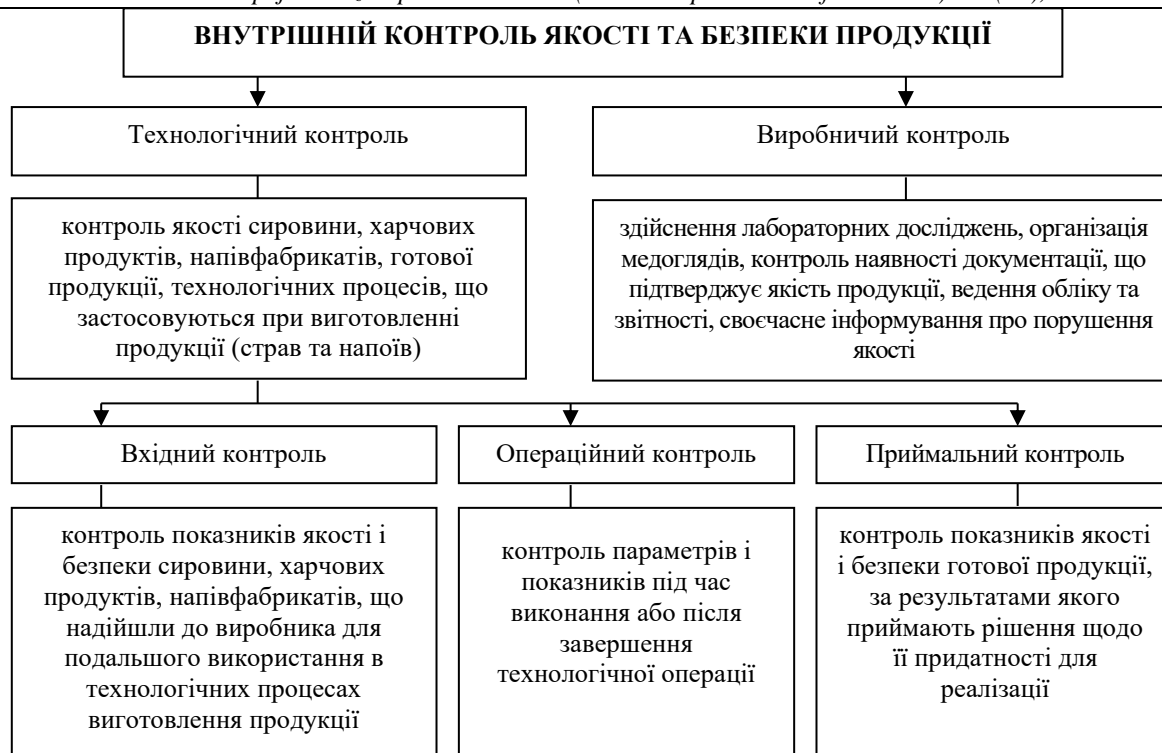 ВНУТРІШНІЙ КОНТРОЛЬ ЯКОСТІ ТА БЕЗПЕКИ ПРОДУКЦІЇ
Технологічний контроль
Виробничий контроль
контроль якості сировини, харчових
продуктів, напівфабрикатів, готової
продукції, технологічних процесів, що
застосовуються при виготовленні
продукції (страв та напоїв)
здійснення лабораторних досліджень, організація
медоглядів, контроль наявності документації, що
підтверджує якість продукції, ведення обліку та
звітності, своєчасне інформування про порушення
якості
Вхідний контроль
Операційний контроль
Приймальний контроль
контроль показників якості і
безпеки сировини, харчових
продуктів, напівфабрикатів, що
надійшли до виробника для
подальшого використання в
технологічних процесах
виготовлення продукції
контроль параметрів і
показників під час
виконання або після
завершення
технологічної операції
контроль показників якості
і безпеки готової продукції,
за результатами якого
приймають рішення щодо
її придатності для
реалізації